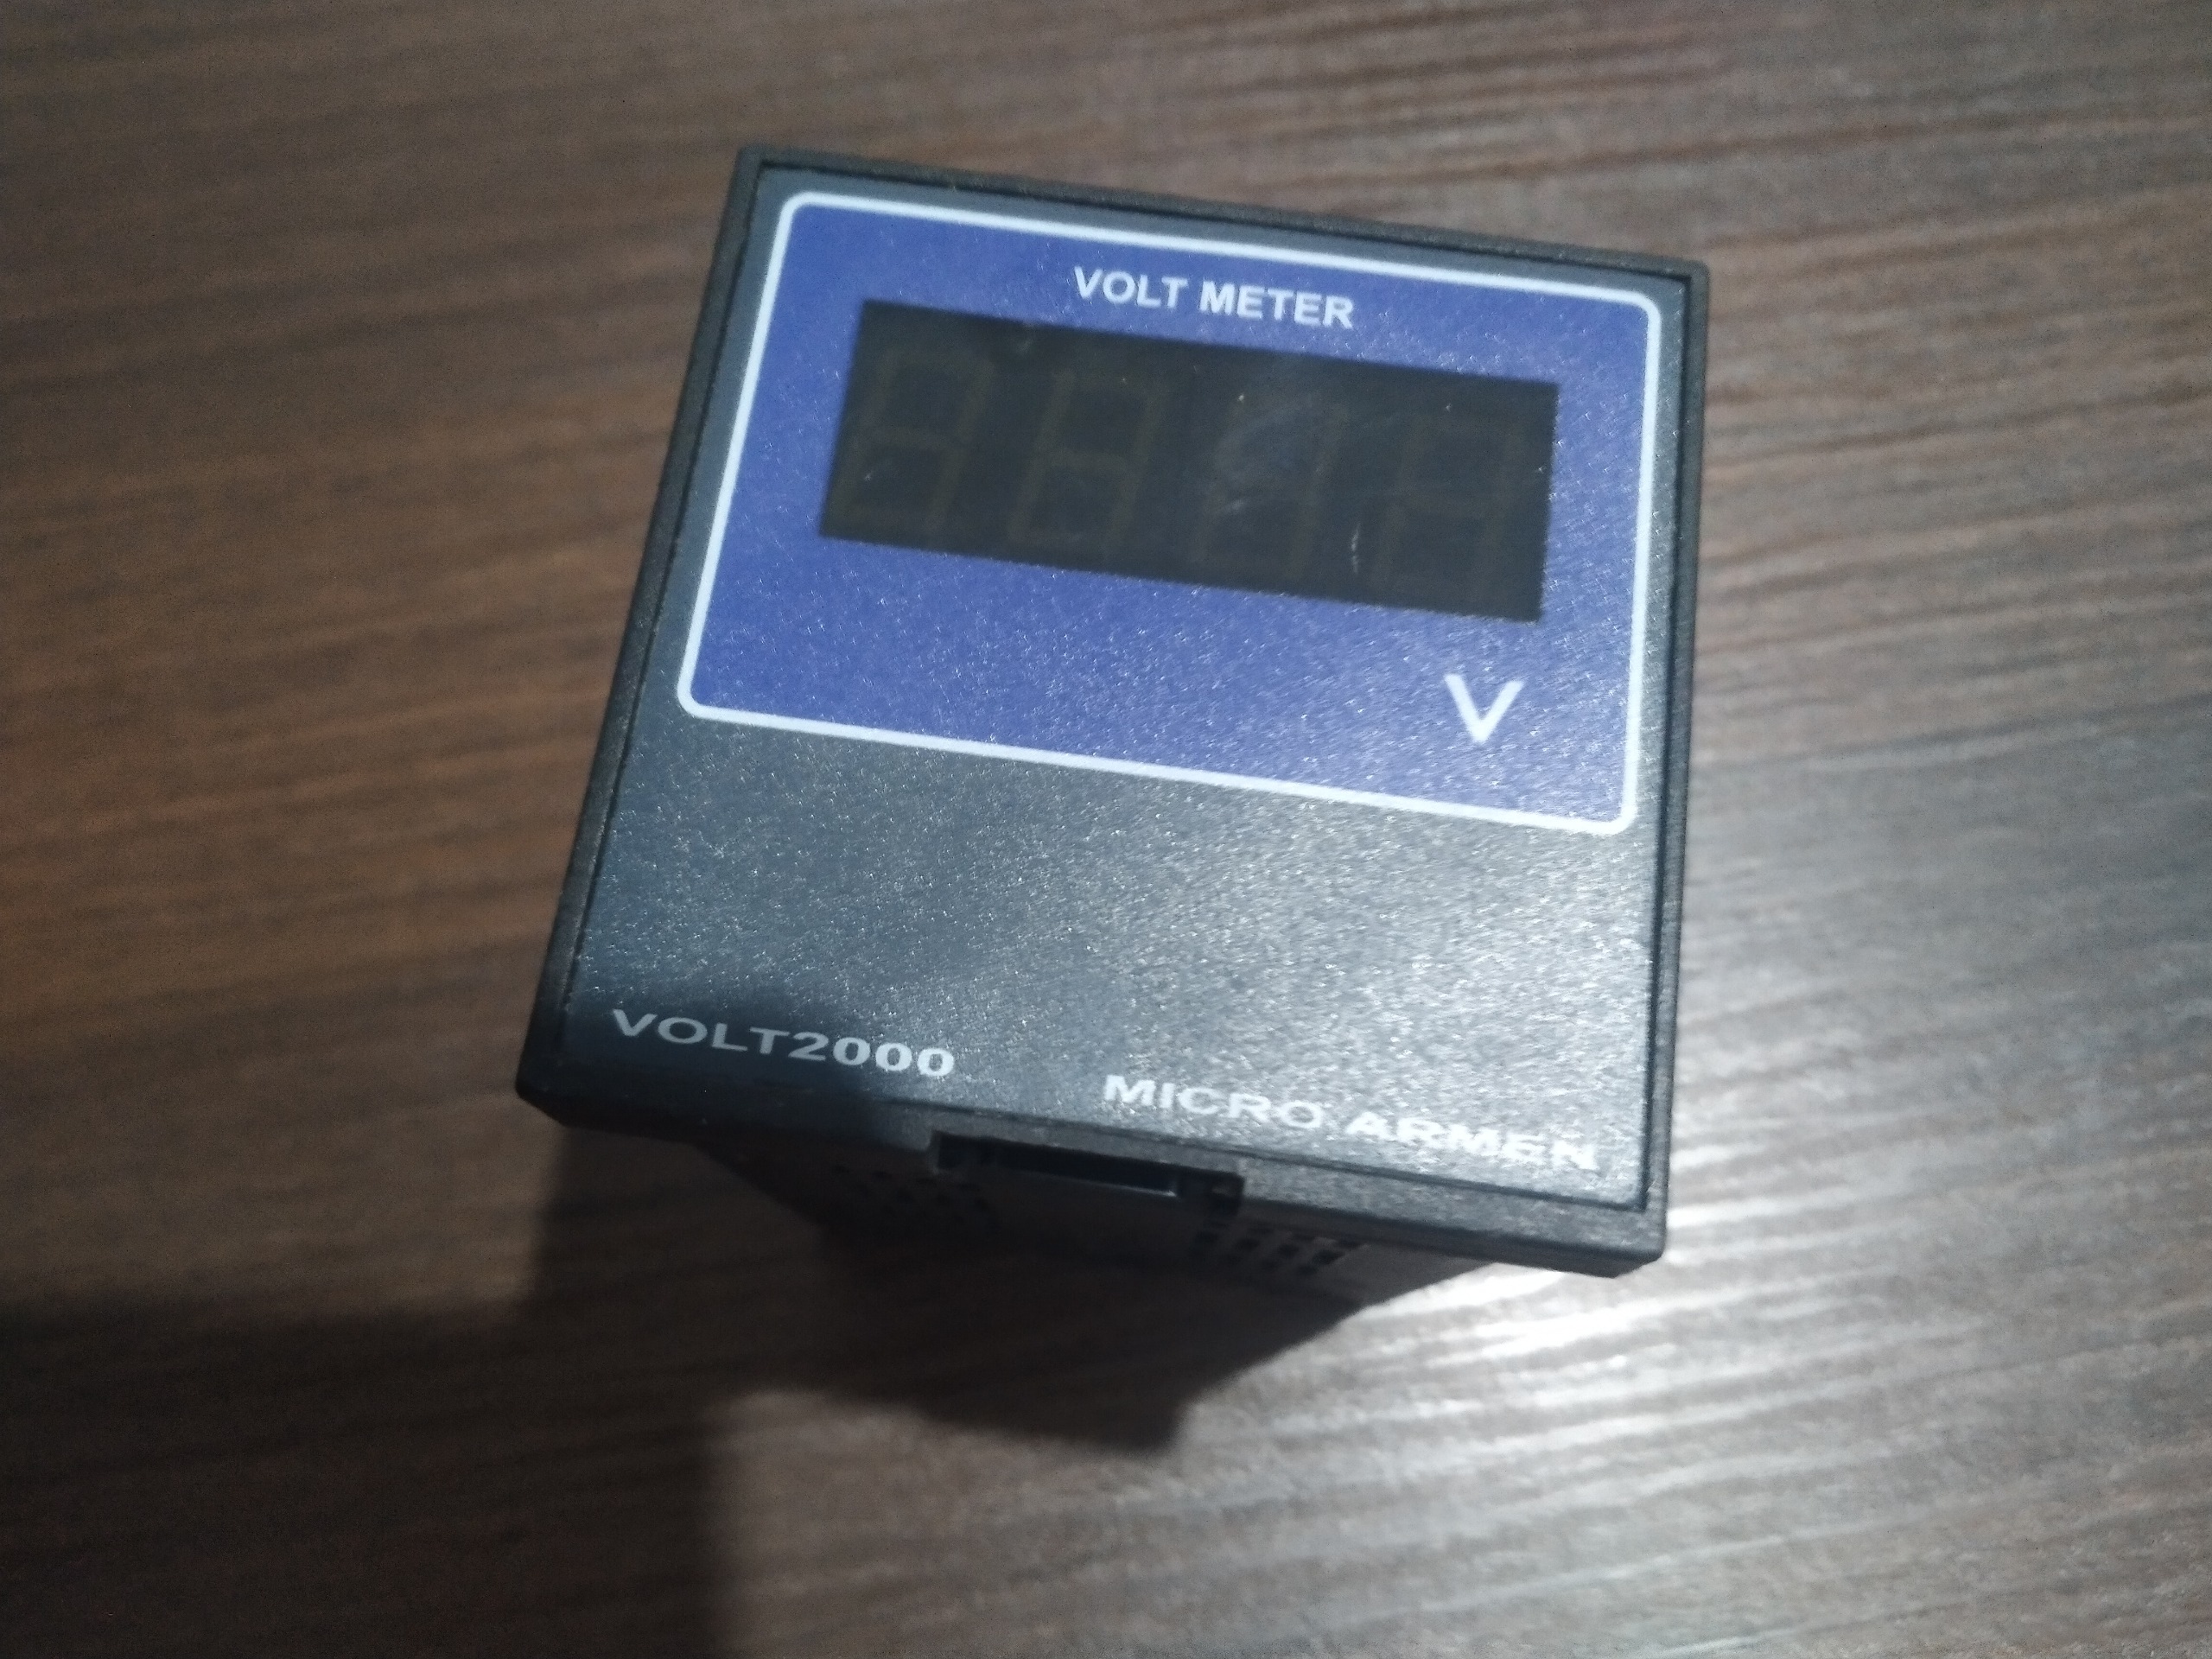 VOLT METER
V
VOLT2000
MICRO ARMEN